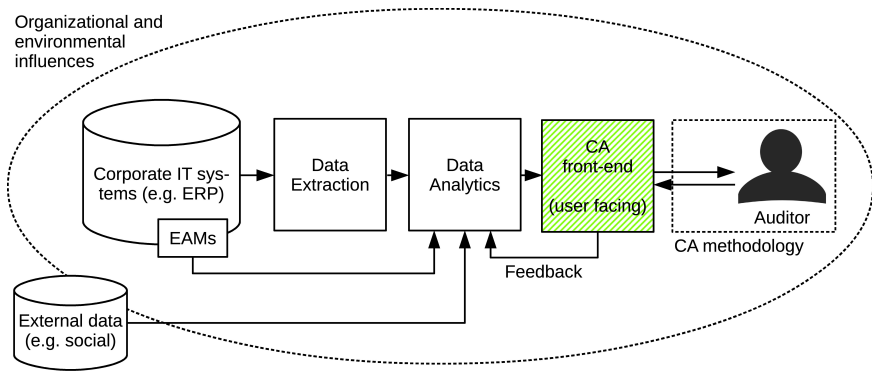 Organizational and
environmental
influences
Corporate IT sys-
tems (e.g. ERP)
EAMs
Data
Extraction
Data
Analytics
CA
front-end
(user facing)
Auditor
CA methodology
Feedback
External data
(e.g. social)